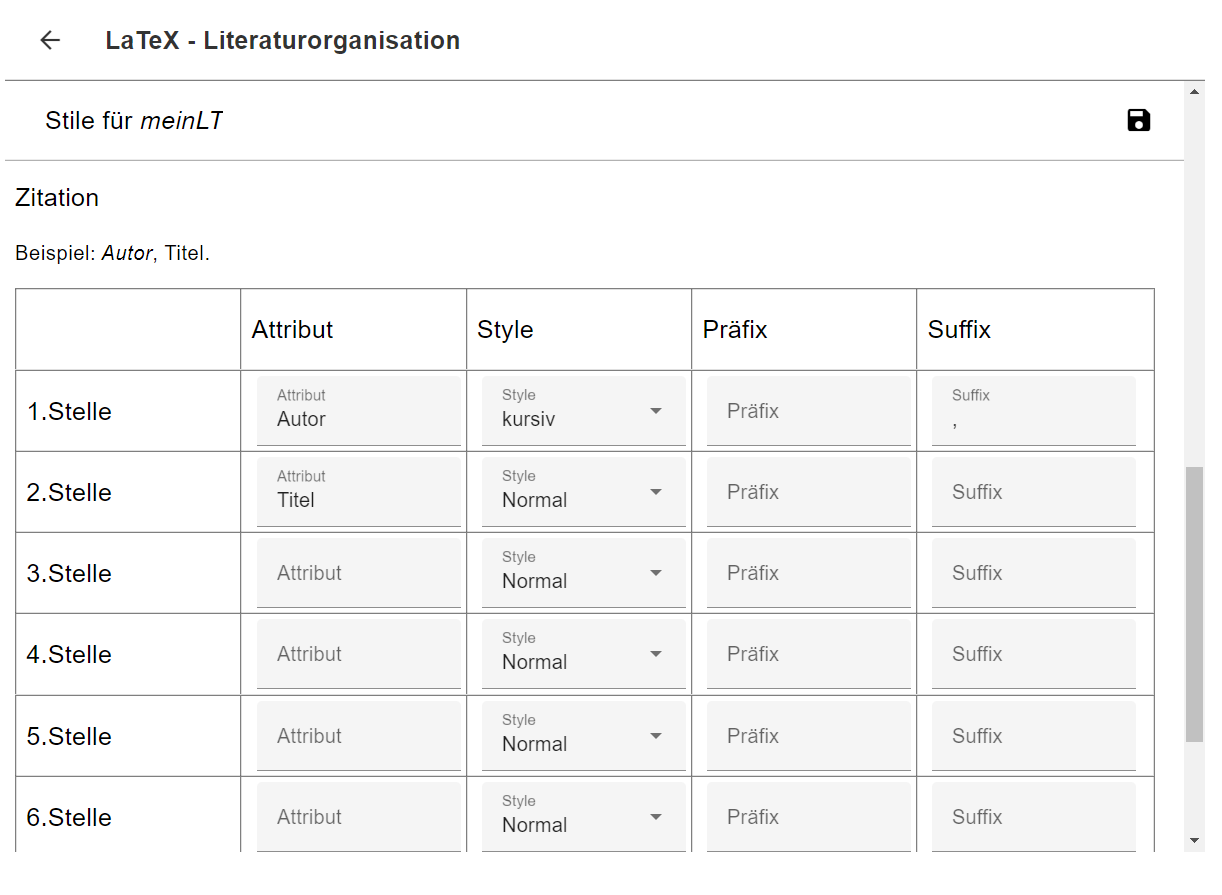 LaTeX - Literaturorganisation
Stile für meinLT
Zitation
Beispiel: Autor, Titel.
Attribut Style Präfix Suffix
1.Stelle Attribut Autor Style kursiv Präfix Suffix ,
2.Stelle Attribut Titel Style Normal Präfix Suffix
3.Stelle Attribut Style Normal Präfix Suffix
4.Stelle Attribut Style Normal Präfix Suffix
5.Stelle Attribut Style Normal Präfix Suffix
6.Stelle Attribut Style Normal Präfix Suffix